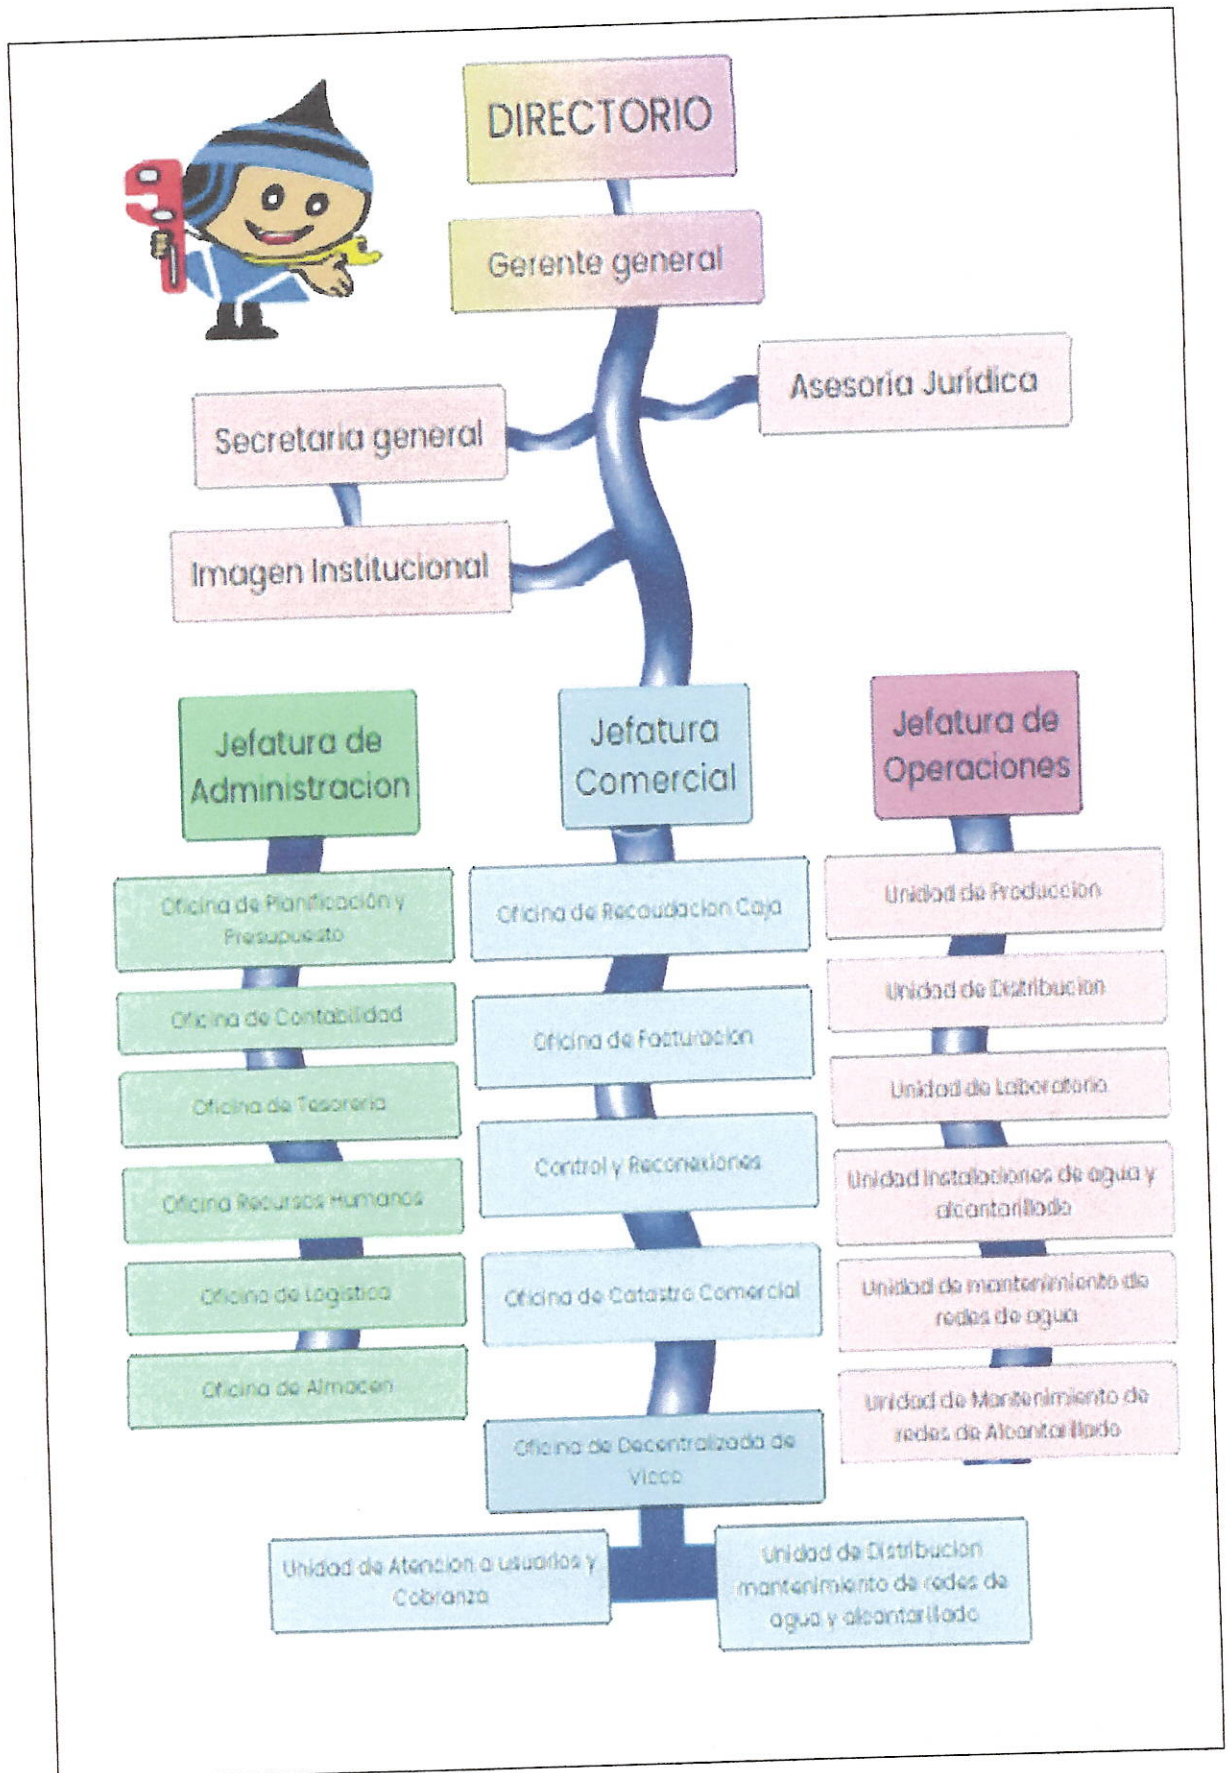 DIRECTORIO
Gerente general
Asesoría Jurídica
Secretaria general
Imagen Institucional
Jefatura de
Administracion
Oficina de Planificación y
Presupuesto
Oficina de Contabilidad
Oficina de Tesoreria
Oficina Recursos Humanos
Oficina de Logistica
Oficina de Almacen
Jefatura
Comercial
Oficina de Recaudacion Caja
Oficina de Facturacion
Control y Reconexiones
Oficina de Catastro Comercial
Oficina de Decentralizada de
Vicco
Unidad de Atencion a usuarios y
Cobranza
Unidad de Distribucion
mantenimiento de redes de
agua y alcantarillado
Jefatura de
Operaciones
Unidad de Produccion
Unidad de Distribucion
Unidad de Laboratorio
Unidad Instalaciones de agua y
alcantarillado
Unidad de mantenimiento de
redes de agua
Unidad de Mantenimiento de
redes de Alcantarillado